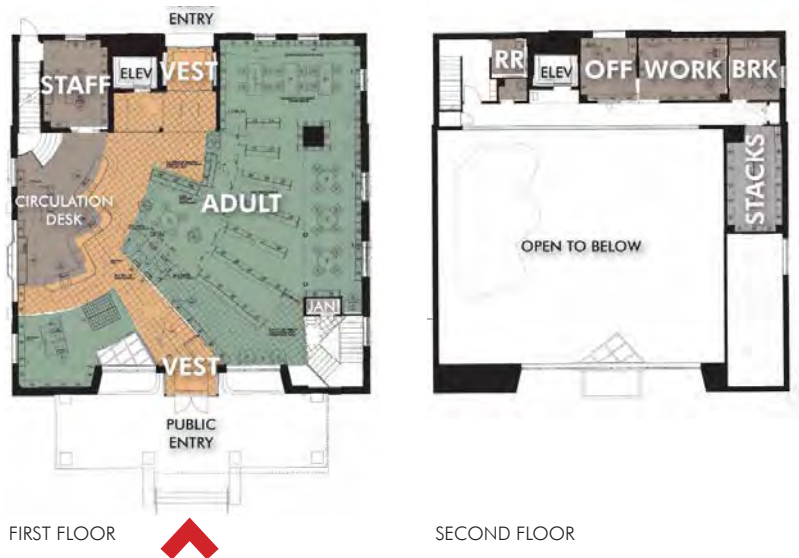 ENTRY
STAFF
ELEV
VEST
CIRCULATION
DESK
ADULT
JAN
VEST
PUBLIC
ENTRY
FIRST FLOOR
RR
ELEV
OFF
WORK
BRK
STACKS
OPEN TO BELOW
SECOND FLOOR